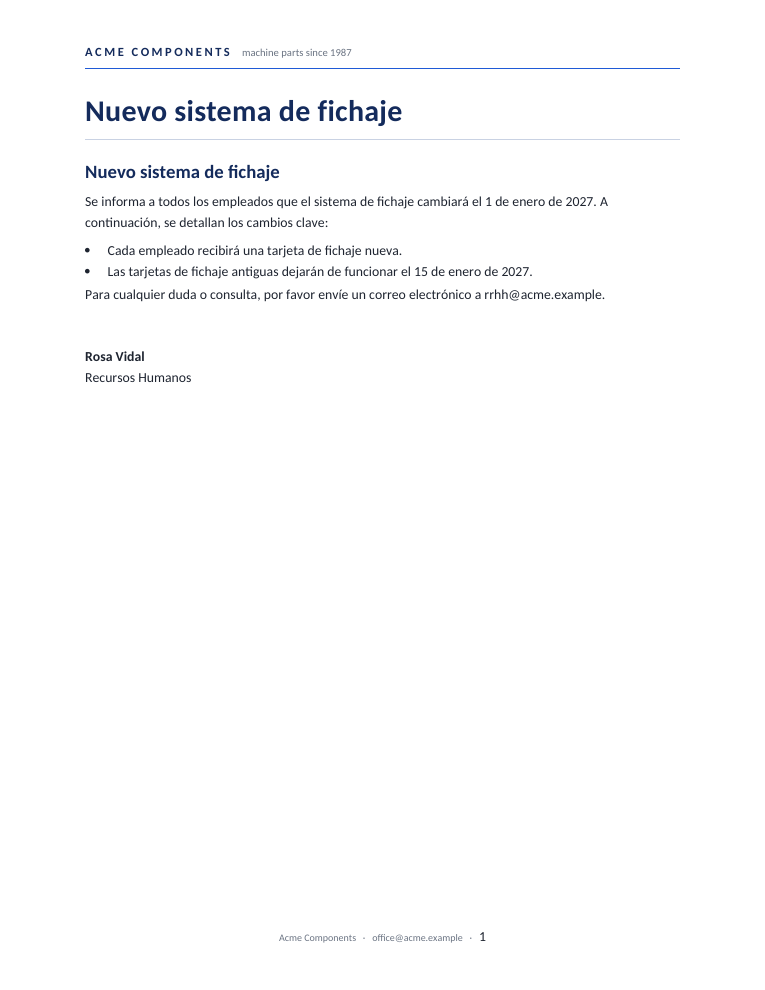 ACME COMPONENTS machine parts since 1987
Nuevo sistema de fichaje
Nuevo sistema de fichaje
Se informa a todos los empleados que el sistema de fichaje cambiará el 1 de enero de 2027. A
continuación, se detallan los cambios clave:
• Cada empleado recibirá una tarjeta de fichaje nueva.
• Las tarjetas de fichaje antiguas dejarán de funcionar el 15 de enero de 2027.
Para cualquier duda o consulta, por favor envíe un correo electrónico a rrhh@acme.example.
Rosa Vidal
Recursos Humanos
Acme Components · office@acme.example · 1